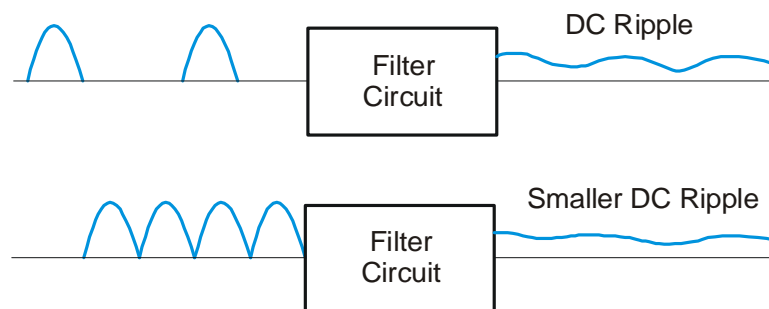 DC Ripple
Filter
Circuit
Smaller DC Ripple
Filter
Circuit